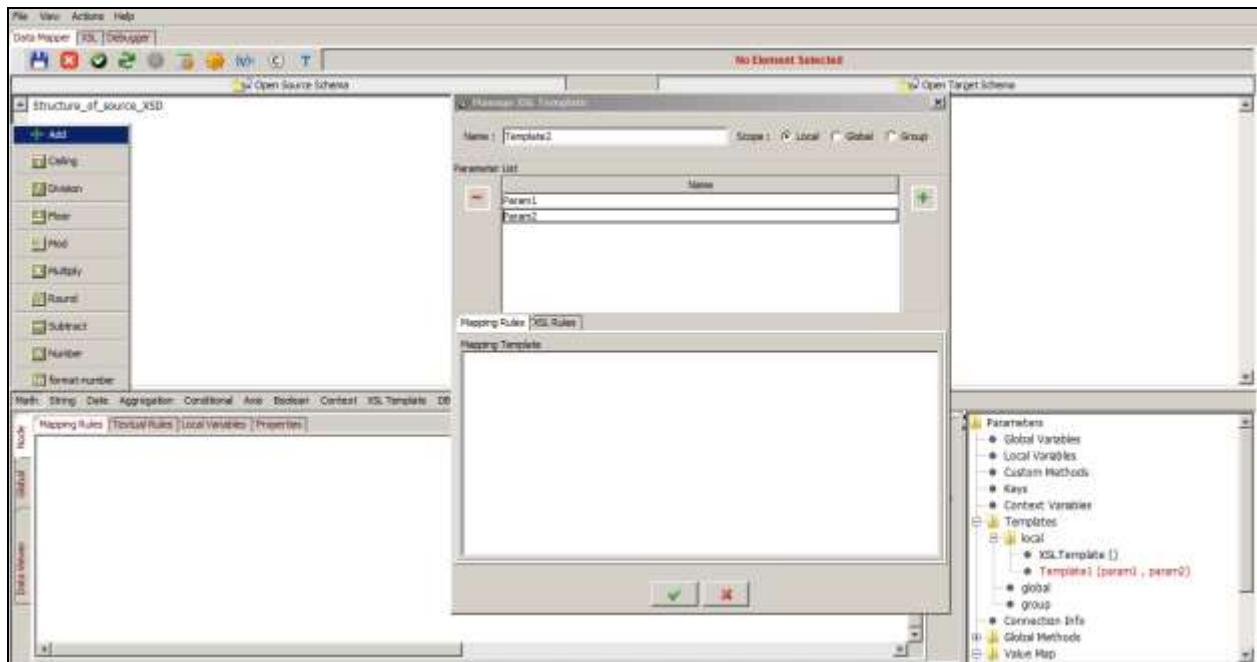 File View Actions Help
Data Mapper XSL Debugger
No Element Selected
Open Source Schema
Open Target Schema
Structure_of_source_XSD
Manage XSL Template
Add
Name : Template2 Scope : Local Global Group
Ceiling
Parameter List
Division
Name
Param1
Floor
Param2
Mod
Multiply
Round
Subtract
Mapping Rules XSL Rules
Number
Mapping Template
format number
Math String Date Aggregation Conditional Axis Boolean Context XSL Template DB
Node
Mapping Rules Textual Rules Local Variables Properties
Global
Data Viewer
Parameters
Global Variables
Local Variables
Custom Methods
Keys
Context Variables
Templates
local
XSLTemplate ()
Template1 (param1 , param2)
global
group
Connection Info
Global Methods
Value Map